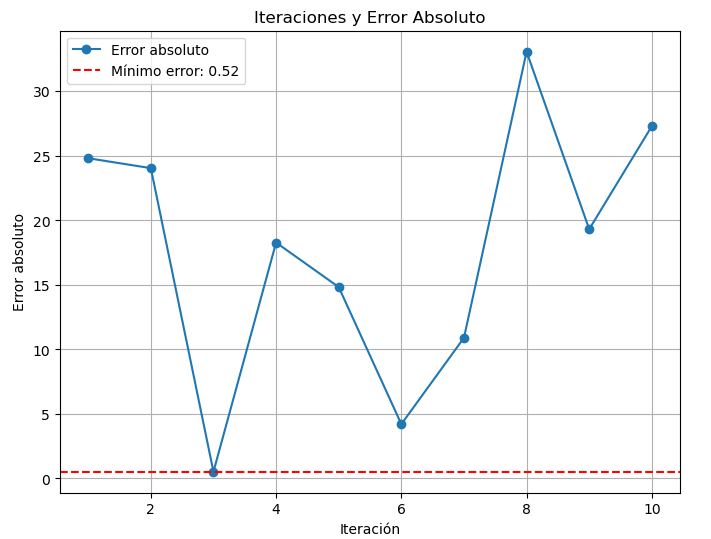 Iteraciones y Error Absoluto
Error absoluto
Mínimo error: 0.52
Error absoluto
30
25
20
15
10
5
0
2 4 6 8 10
Iteración